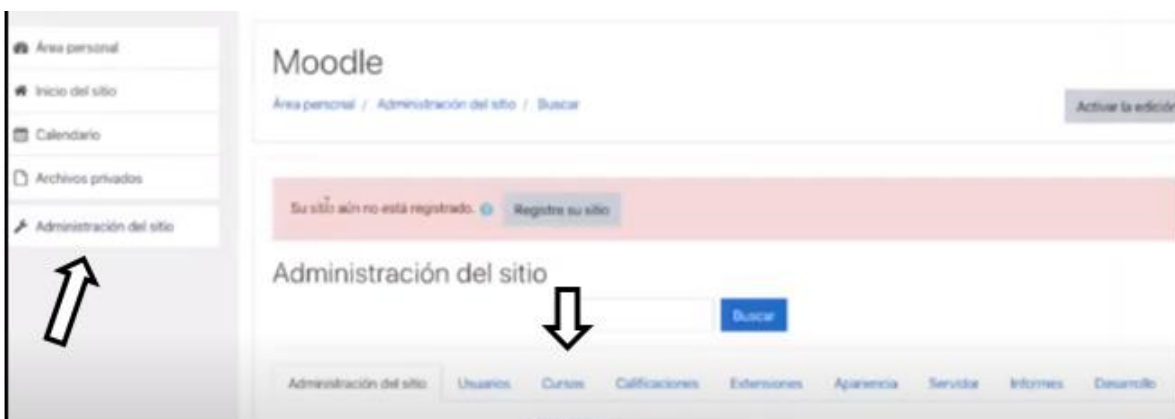 Área personal
Inicio del sitio
Calendario
Archivos privados
Administración del sitio
Moodle
Área personal / Administración del sitio / Buscar
Activar la edición
Su sitio aún no está registrado. Registre su sitio
Administración del sitio
Buscar
Administración del sitio Usuarios Cursos Calificaciones Extensiones Apariencia Servidor Informes Desarrollo